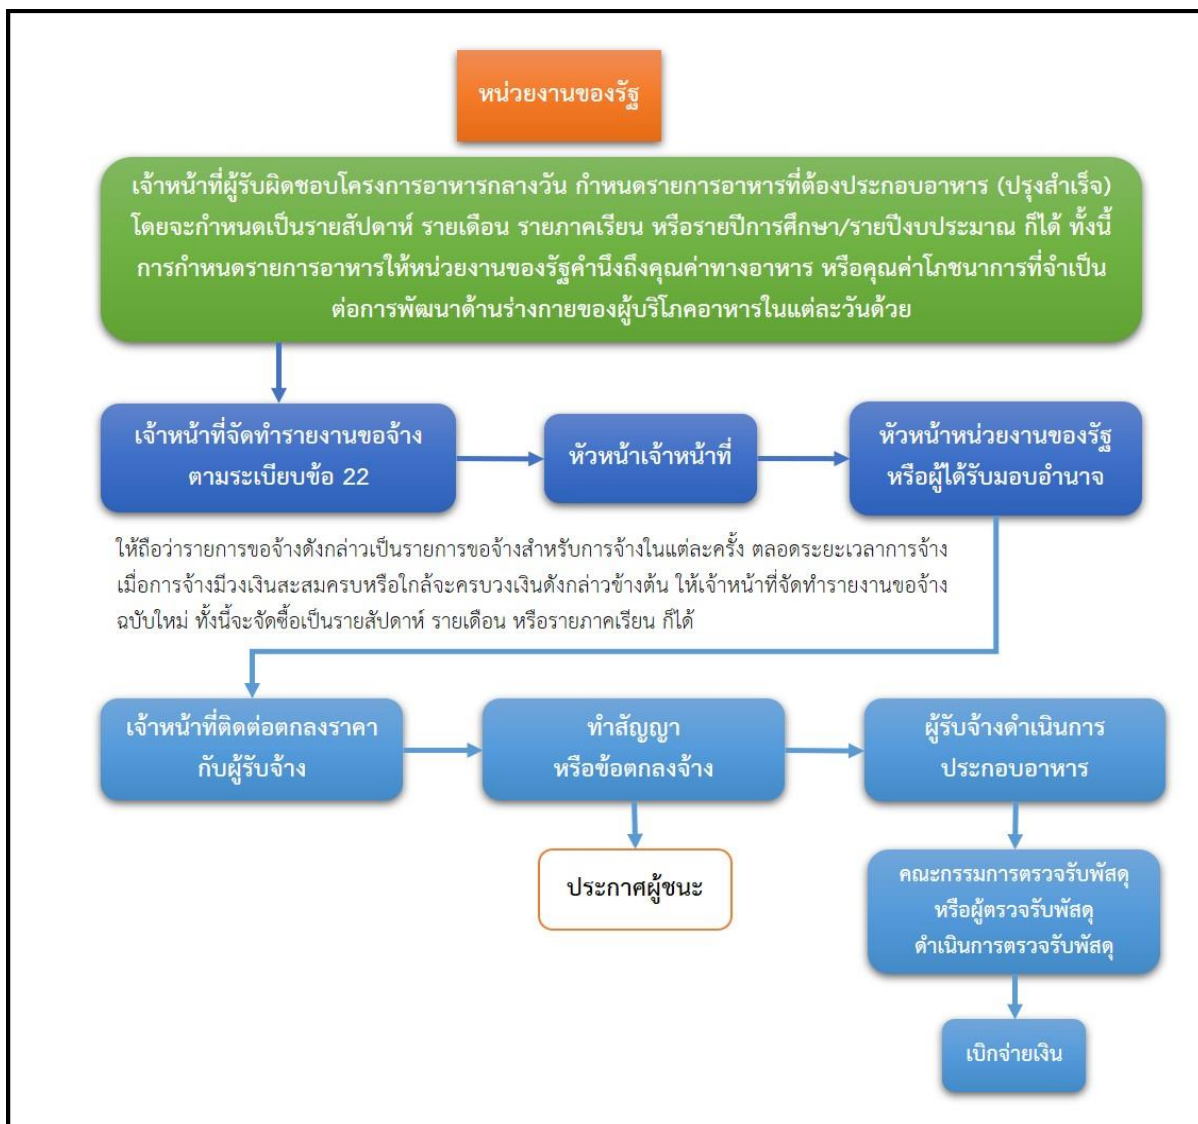 หน่วยงานของรัฐ
เจ้าหน้าที่ผู้รับผิดชอบโครงการอาหารกลางวัน กำหนดรายการอาหารที่ต้องประกอบอาหาร (ปรุงสำเร็จ)
โดยจะกำหนดเป็นรายสัปดาห์ รายเดือน รายภาคเรียน หรือรายปีการศึกษา/รายปีงบประมาณ ก็ได้ ทั้งนี้
การกำหนดรายการอาหารให้หน่วยงานของรัฐคำนึงถึงคุณค่าทางอาหาร หรือคุณค่าโภชนาการที่จำเป็น
ต่อการพัฒนาด้านร่างกายของผู้บริโภคอาหารในแต่ละวันด้วย
เจ้าหน้าที่จัดทำรายงานขอจ้าง
ตามระเบียบข้อ 22
หัวหน้าเจ้าหน้าที่
หัวหน้าหน่วยงานของรัฐ
หรือผู้ได้รับมอบอำนาจ
ให้ถือว่ารายการขอจ้างดังกล่าวเป็นรายการขอจ้างสำหรับการจ้างในแต่ละครั้ง ตลอดระยะเวลาการจ้าง
เมื่อการจ้างมีวงเงินสะสมครบหรือใกล้จะครบวงเงินดังกล่าวข้างต้น ให้เจ้าหน้าที่จัดทำรายงานขอจ้าง
ฉบับใหม่ ทั้งนี้จะจัดซื้อเป็นรายสัปดาห์ รายเดือน หรือรายภาคเรียน ก็ได้
เจ้าหน้าที่ติดต่อตกลงราคา
กับผู้รับจ้าง
ทำสัญญา
หรือข้อตกลงจ้าง
ผู้รับจ้างดำเนินการ
ประกอบอาหาร
ประกาศผู้ชนะ
คณะกรรมการตรวจรับพัสดุ
หรือผู้ตรวจรับพัสดุ
ดำเนินการตรวจรับพัสดุ
เบิกจ่ายเงิน